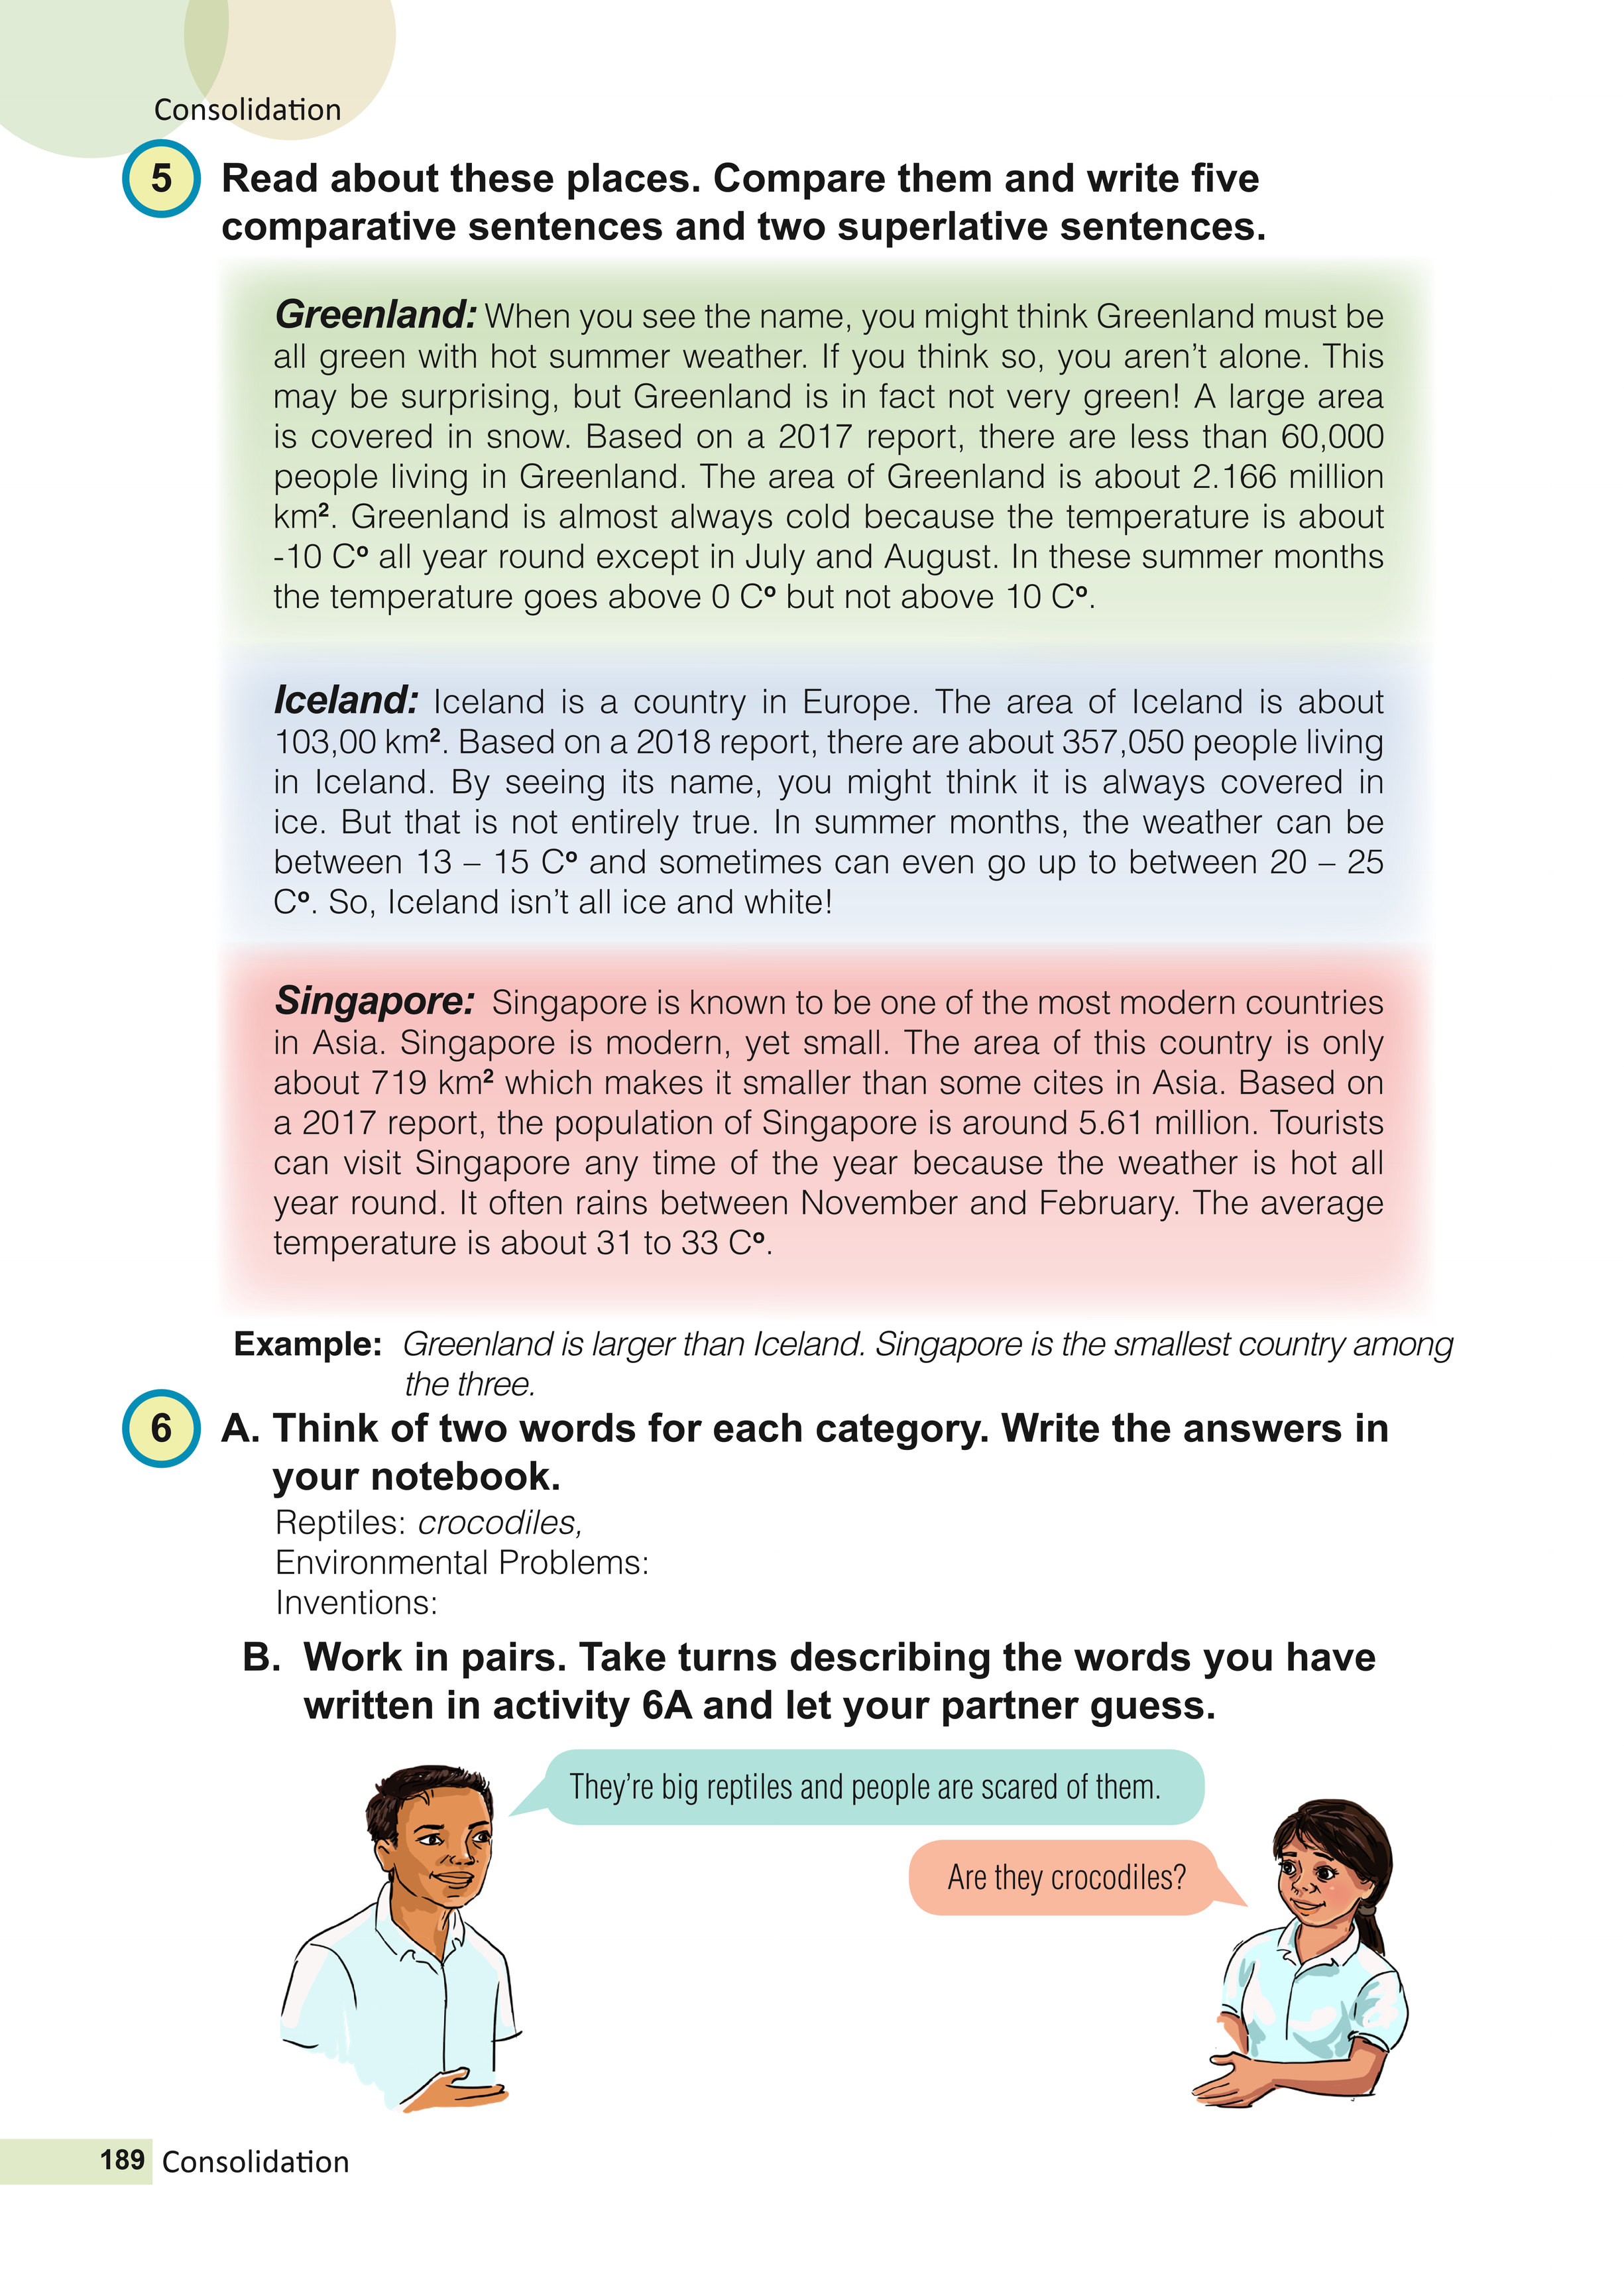 Consolidation
5 Read about these places. Compare them and write five
comparative sentences and two superlative sentences.
Greenland: When you see the name, you might think Greenland must be
all green with hot summer weather. If you think so, you aren’t alone. This
may be surprising, but Greenland is in fact not very green! A large area
is covered in snow. Based on a 2017 report, there are less than 60,000
people living in Greenland. The area of Greenland is about 2.166 million
km². Greenland is almost always cold because the temperature is about
-10 Cº all year round except in July and August. In these summer months
the temperature goes above 0 Cº but not above 10 Cº.
Iceland: Iceland is a country in Europe. The area of Iceland is about
103,00 km². Based on a 2018 report, there are about 357,050 people living
in Iceland. By seeing its name, you might think it is always covered in
ice. But that is not entirely true. In summer months, the weather can be
between 13 – 15 Cº and sometimes can even go up to between 20 – 25
Cº. So, Iceland isn’t all ice and white!
Singapore: Singapore is known to be one of the most modern countries
in Asia. Singapore is modern, yet small. The area of this country is only
about 719 km² which makes it smaller than some cites in Asia. Based on
a 2017 report, the population of Singapore is around 5.61 million. Tourists
can visit Singapore any time of the year because the weather is hot all
year round. It often rains between November and February. The average
temperature is about 31 to 33 Cº.
Example: Greenland is larger than Iceland. Singapore is the smallest country among
the three.
6 A. Think of two words for each category. Write the answers in
your notebook.
Reptiles: crocodiles,
Environmental Problems:
Inventions:
B. Work in pairs. Take turns describing the words you have
written in activity 6A and let your partner guess.
They’re big reptiles and people are scared of them.
Are they crocodiles?
189 Consolidation